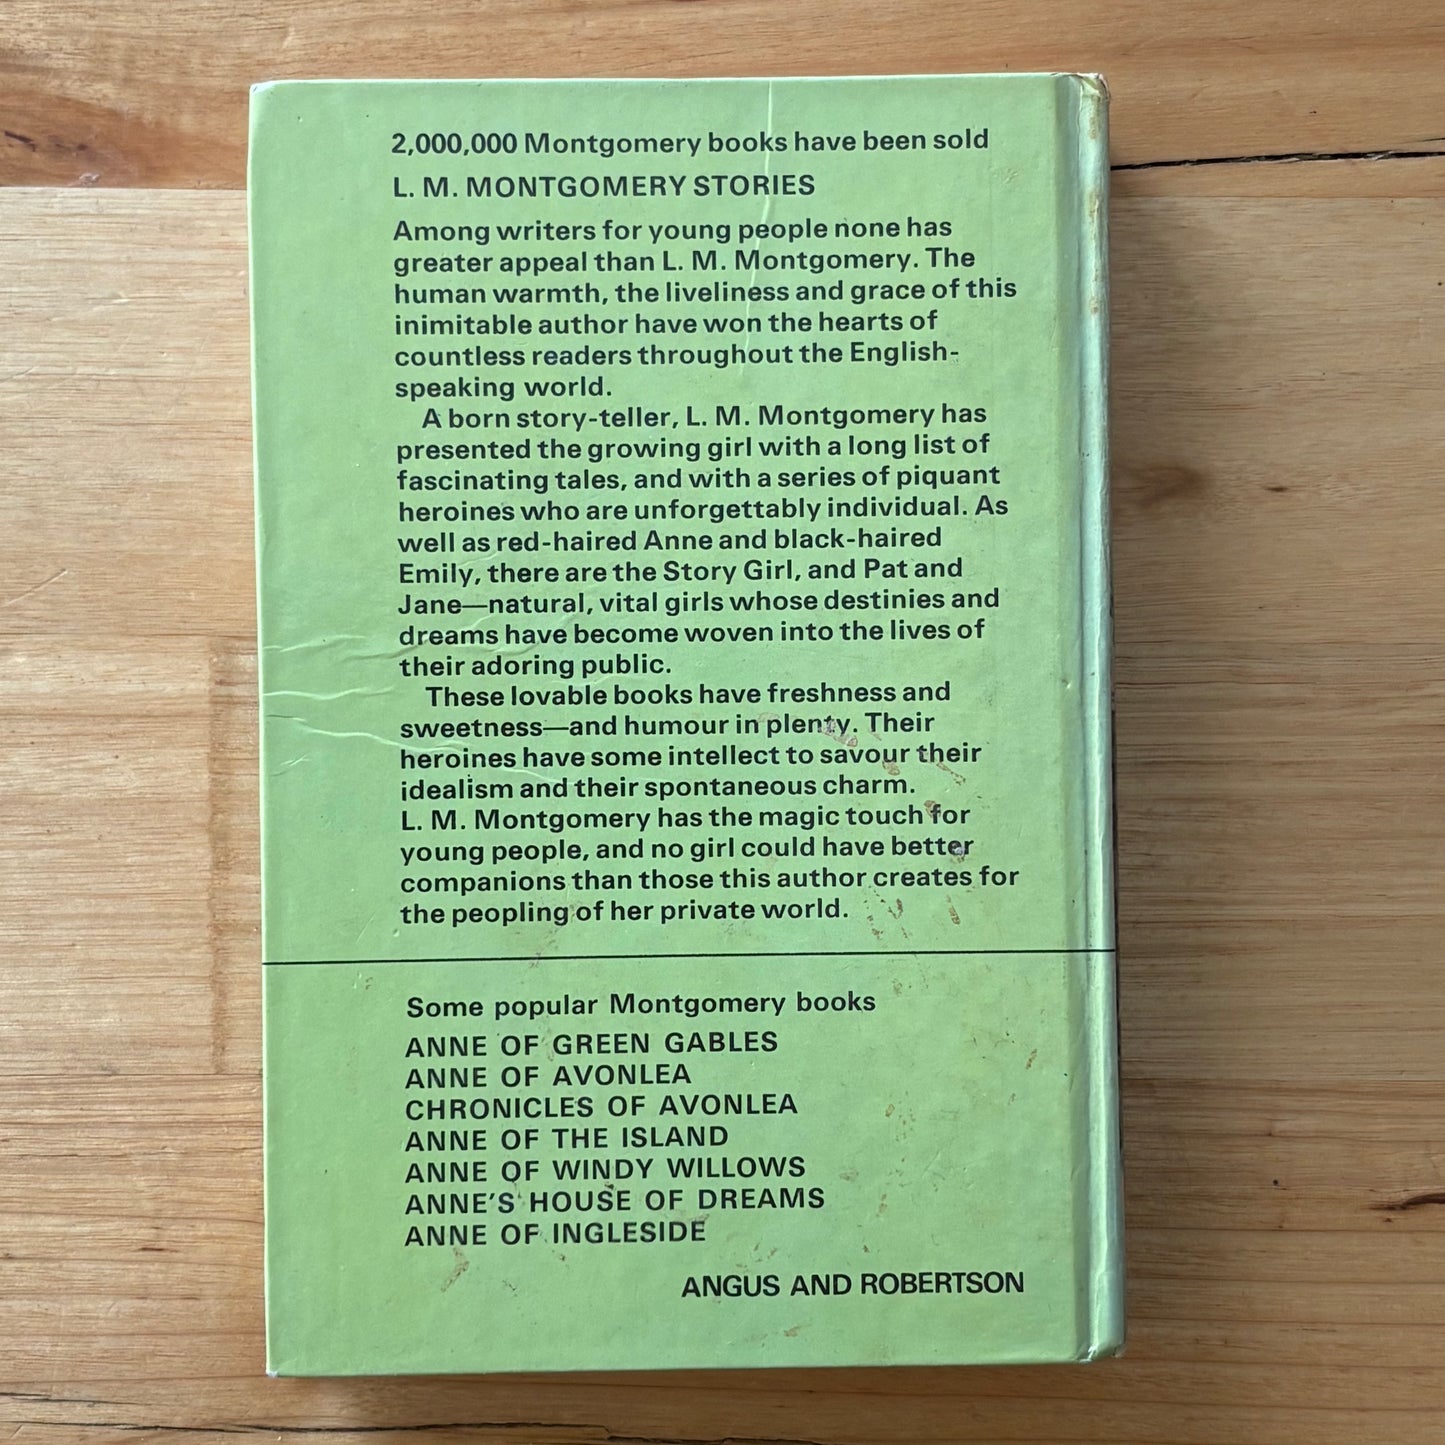 2,000,000 Montgomery books have been sold
L. M. MONTGOMERY STORIES
Among writers for young people none has
greater appeal than L. M. Montgomery. The
human warmth, the liveliness and grace of this
inimitable author have won the hearts of
countless readers throughout the English-
speaking world.
A born story-teller, L. M. Montgomery has
presented the growing girl with a long list of
fascinating tales, and with a series of piquant
heroines who are unforgettably individual. As
well as red-haired Anne and black-haired
Emily, there are the Story Girl, and Pat and
Jane—natural, vital girls whose destinies and
dreams have become woven into the lives of
their adoring public.
These lovable books have freshness and
sweetness—and humour in plenty. Their
heroines have some intellect to savour their
idealism and their spontaneous charm.
L. M. Montgomery has the magic touch for
young people, and no girl could have better
companions than those this author creates for
the peopling of her private world.
Some popular Montgomery books
ANNE OF GREEN GABLES
ANNE OF AVONLEA
CHRONICLES OF AVONLEA
ANNE OF THE ISLAND
ANNE OF WINDY WILLOWS
ANNE'S HOUSE OF DREAMS
ANNE OF INGLESIDE
ANGUS AND ROBERTSON